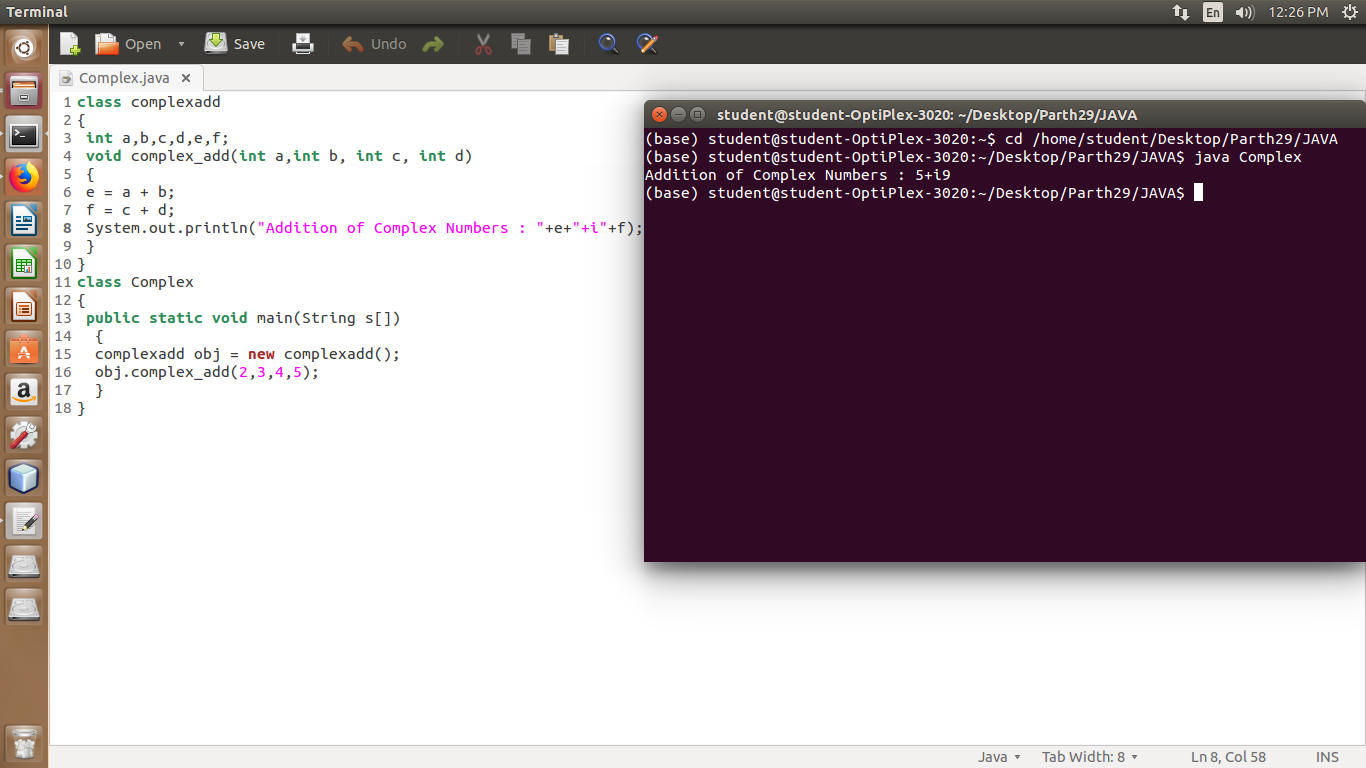 Terminal
En
12:26 PM
Open
Save
Undo
Complex.java
1 class complexadd
2 {
3  int a,b,c,d,e,f;
4  void complex_add(int a,int b, int c, int d)
5  {
6  e = a + b;
7  f = c + d;
8  System.out.println("Addition of Complex Numbers : "+e+"+i"+f);
9  }
10 }
11 class Complex
12 {
13  public static void main(String s[])
14   {
15   complexadd obj = new complexadd();
16   obj.complex_add(2,3,4,5);
17   }
18 }
student@student-OptiPlex-3020: ~/Desktop/Parth29/JAVA
(base) student@student-OptiPlex-3020:~$ cd /home/student/Desktop/Parth29/JAVA
(base) student@student-OptiPlex-3020:~/Desktop/Parth29/JAVA$ java Complex
Addition of Complex Numbers : 5+i9
(base) student@student-OptiPlex-3020:~/Desktop/Parth29/JAVA$
Java
Tab Width: 8
Ln 8, Col 58
INS